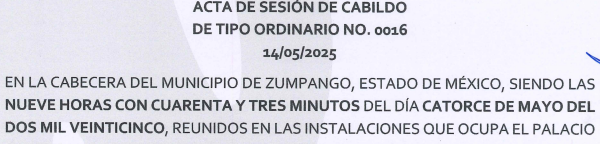 ACTA DE SESIÓN DE CABILDO
DE TIPO ORDINARIO NO. 0016
14/05/2025
EN LA CABECERA DEL MUNICIPIO DE ZUMPANGO, ESTADO DE MÉXICO, SIENDO LAS
NUEVE HORAS CON CUARENTA Y TRES MINUTOS DEL DÍA CATORCE DE MAYO DEL
DOS MIL VEINTICINCO, REUNIDOS EN LAS INSTALACIONES QUE OCUPA EL PALACIO